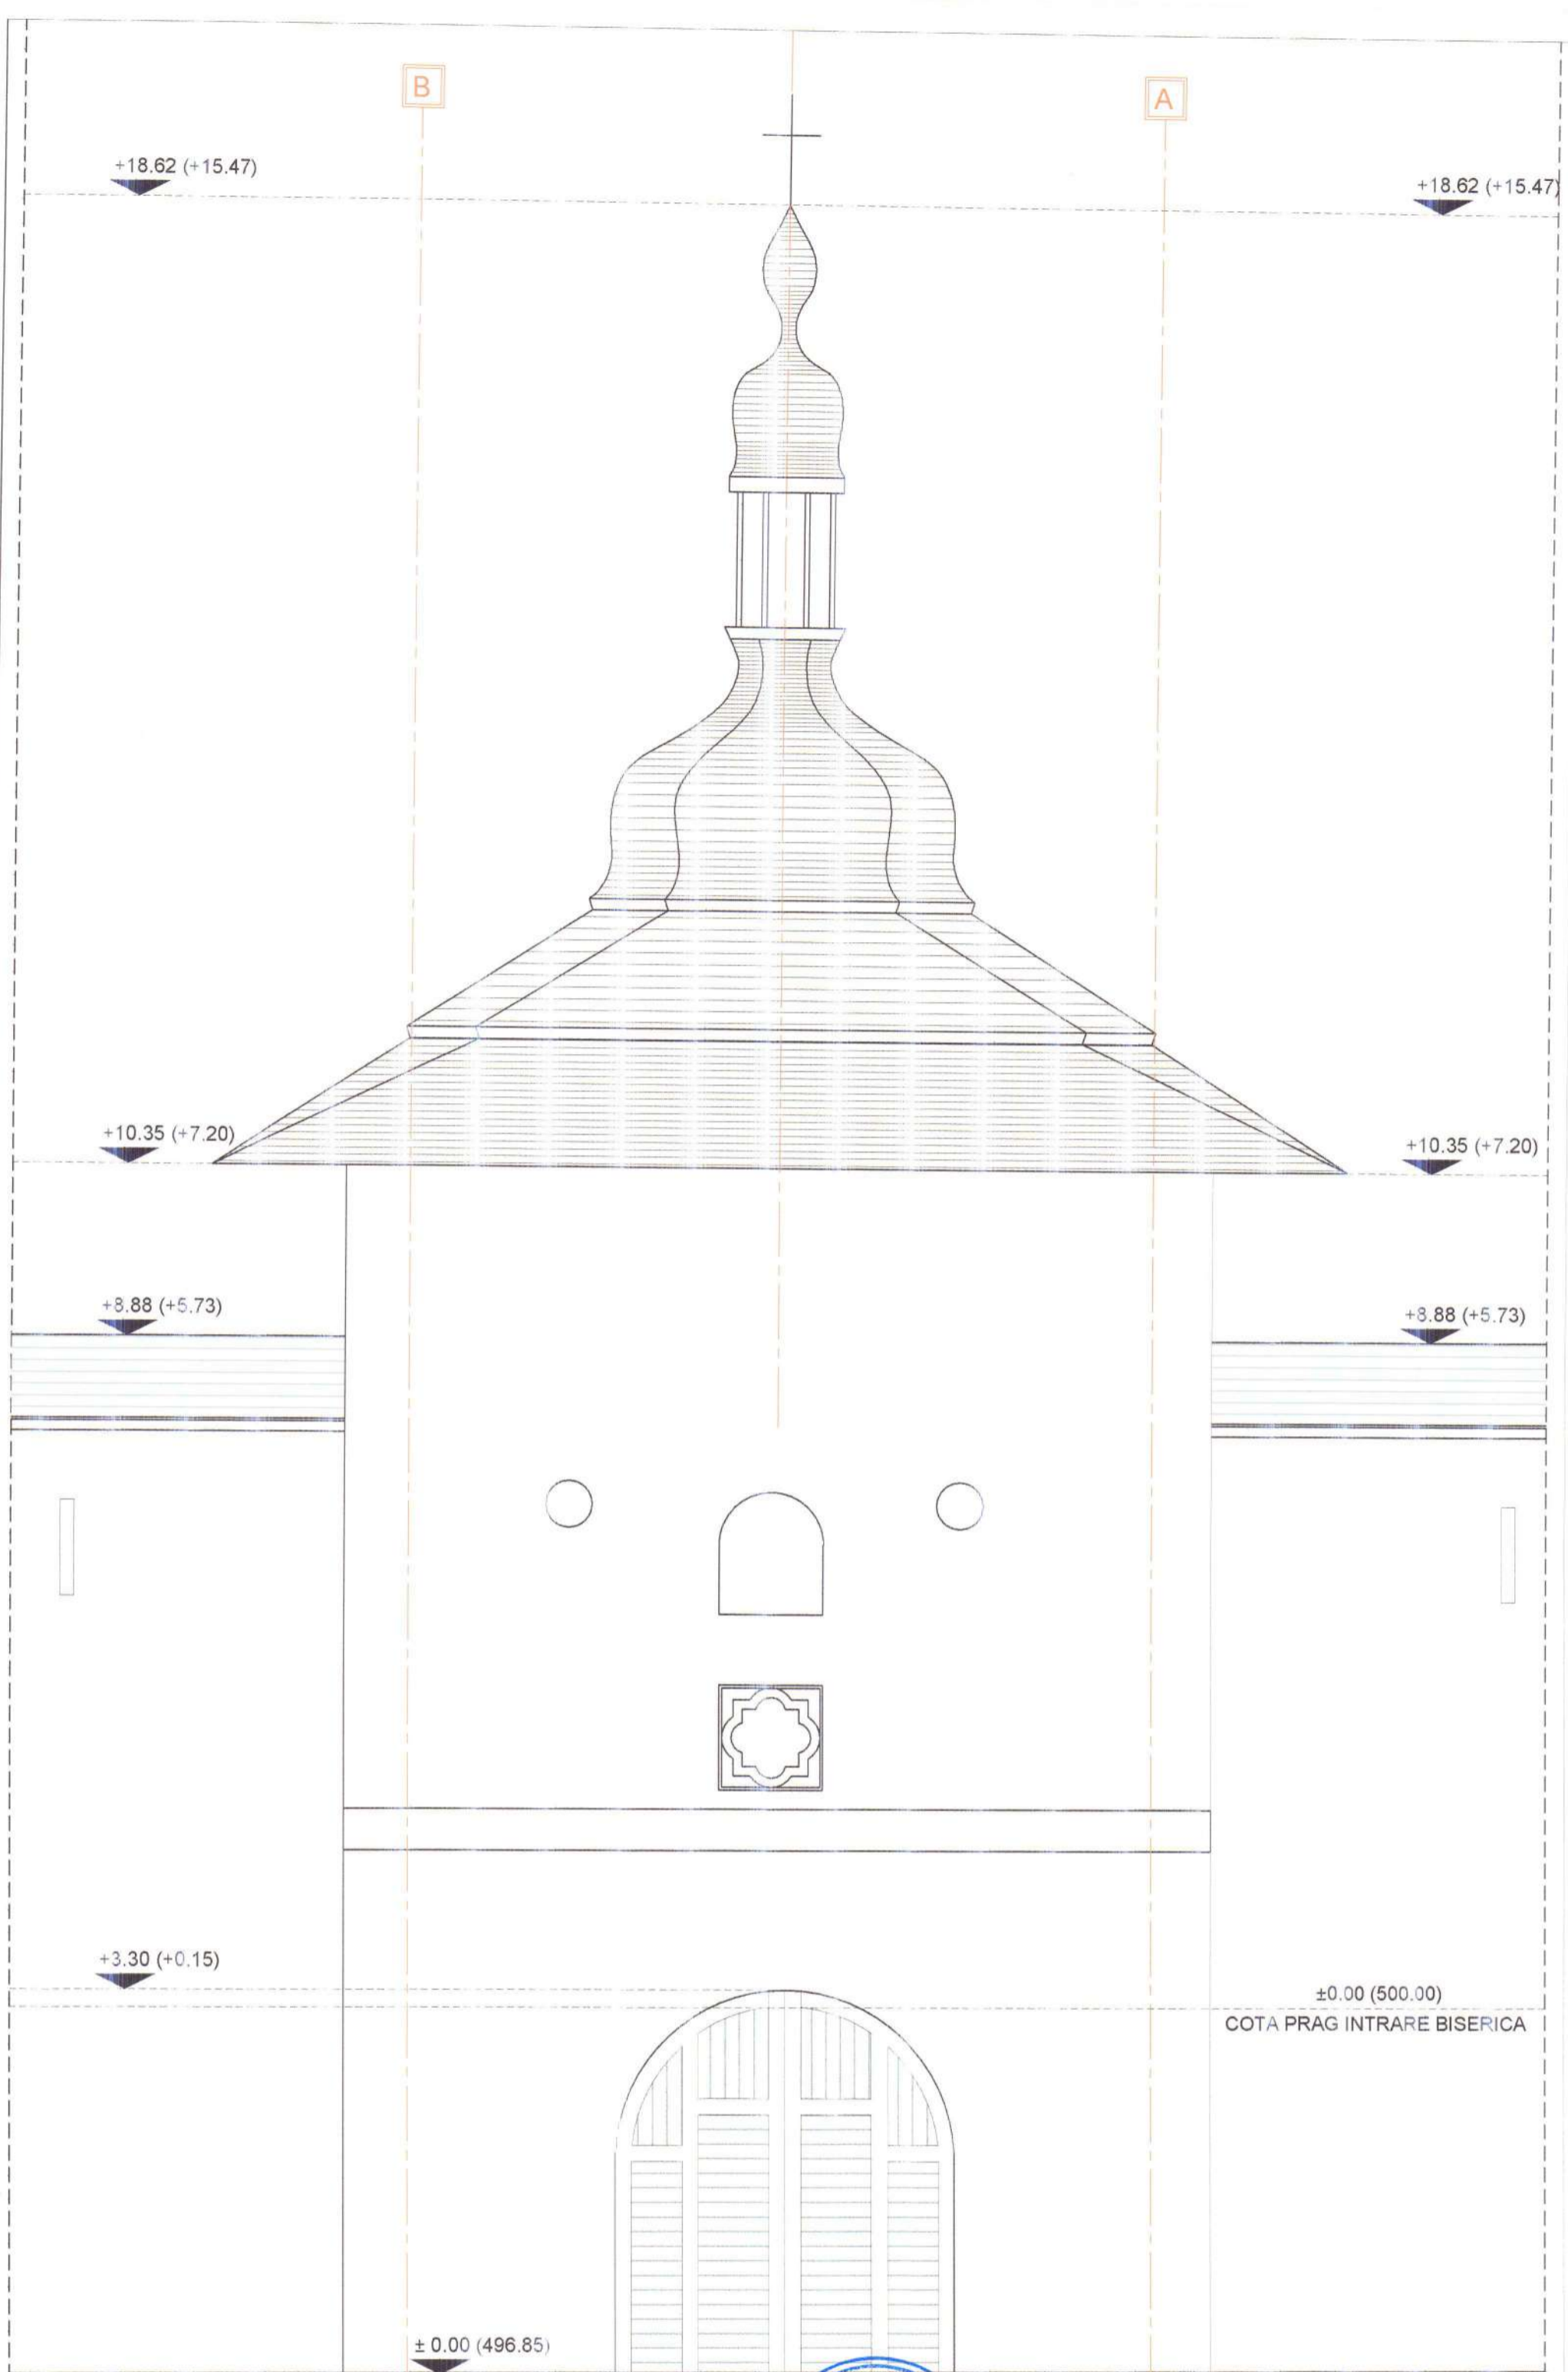 B
A
+18.62 (+15.47)
+18.62 (+15.47)
+10.35 (+7.20)
+10.35 (+7.20)
+8.88 (+5.73)
+8.88 (+5.73)
+3.30 (+0.15)
±0.00 (500.00)
COTA PRAG INTRARE BISERICA
± 0.00 (496.85)